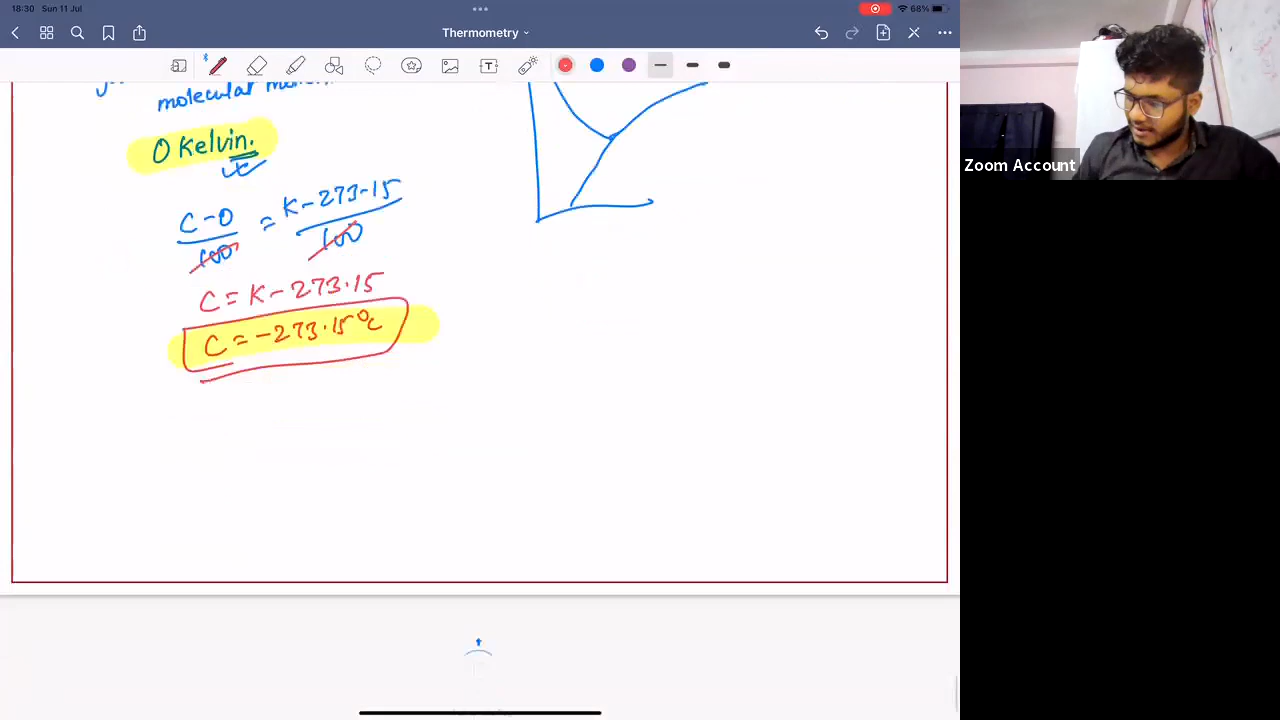 18:30 Sun 11 Jul
68%
Thermometry
molecular
0 Kelvin.
C-0 = K-273.15
100 100
C = K-273.15
C = -273.15°C
Zoom Account